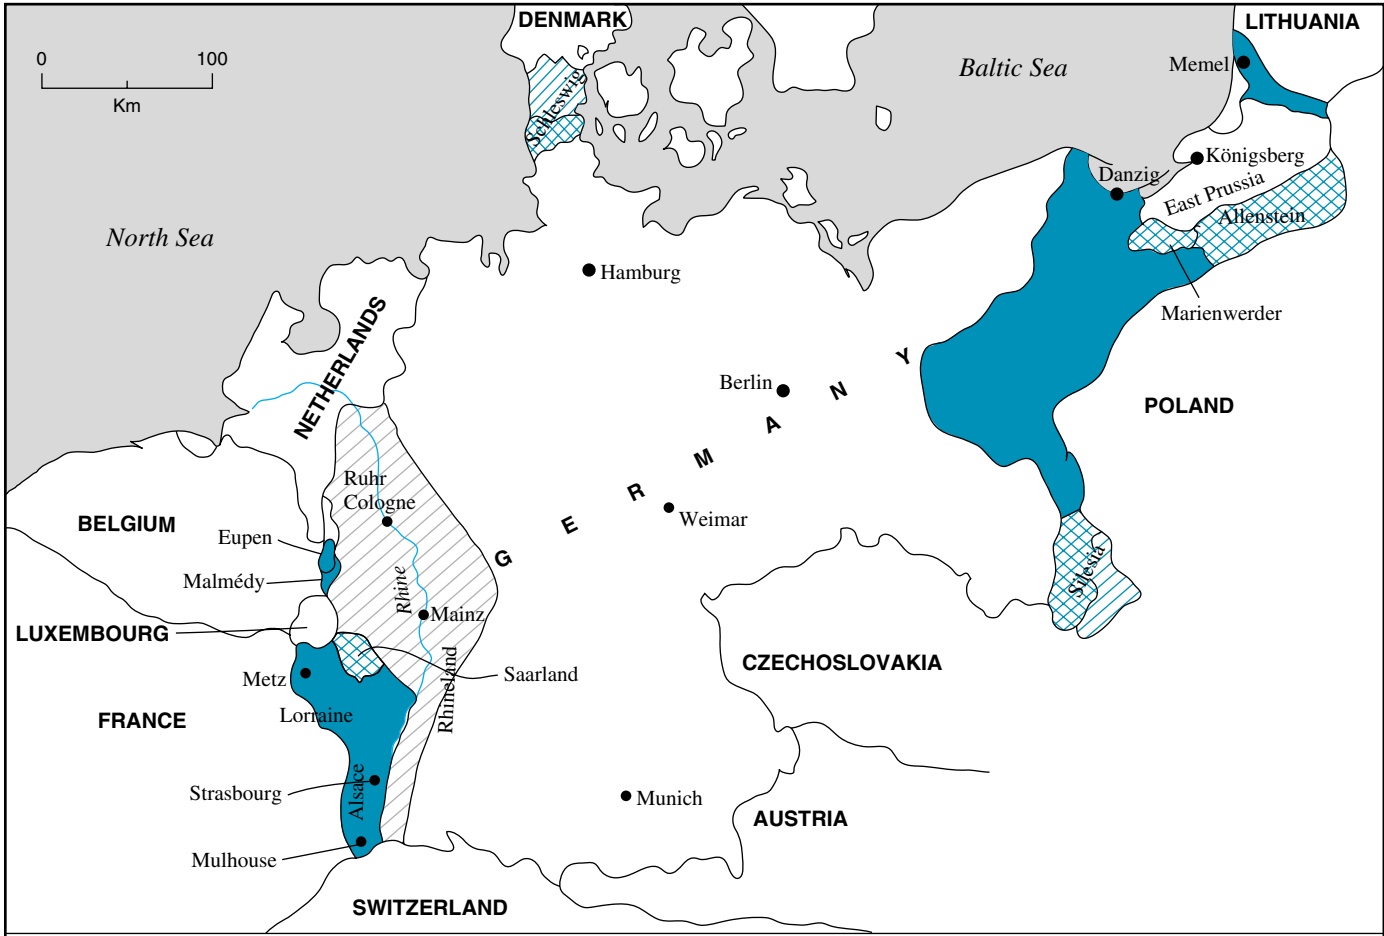 DENMARK
LITHUANIA
0 100
Km
Baltic Sea
Memel
Schleswig
Königsberg
Danzig
East Prussia
Allenstein
North Sea
Hamburg
Marienwerder
NETHERLANDS
Berlin
POLAND
GERMANY
Ruhr
Cologne
Weimar
BELGIUM
Eupen
Malmédy
Rhine
Silesia
Mainz
LUXEMBOURG
CZECHOSLOVAKIA
Metz
Saarland
Rhineland
Lorraine
FRANCE
Strasbourg
Alsace
Munich
AUSTRIA
Mulhouse
SWITZERLAND